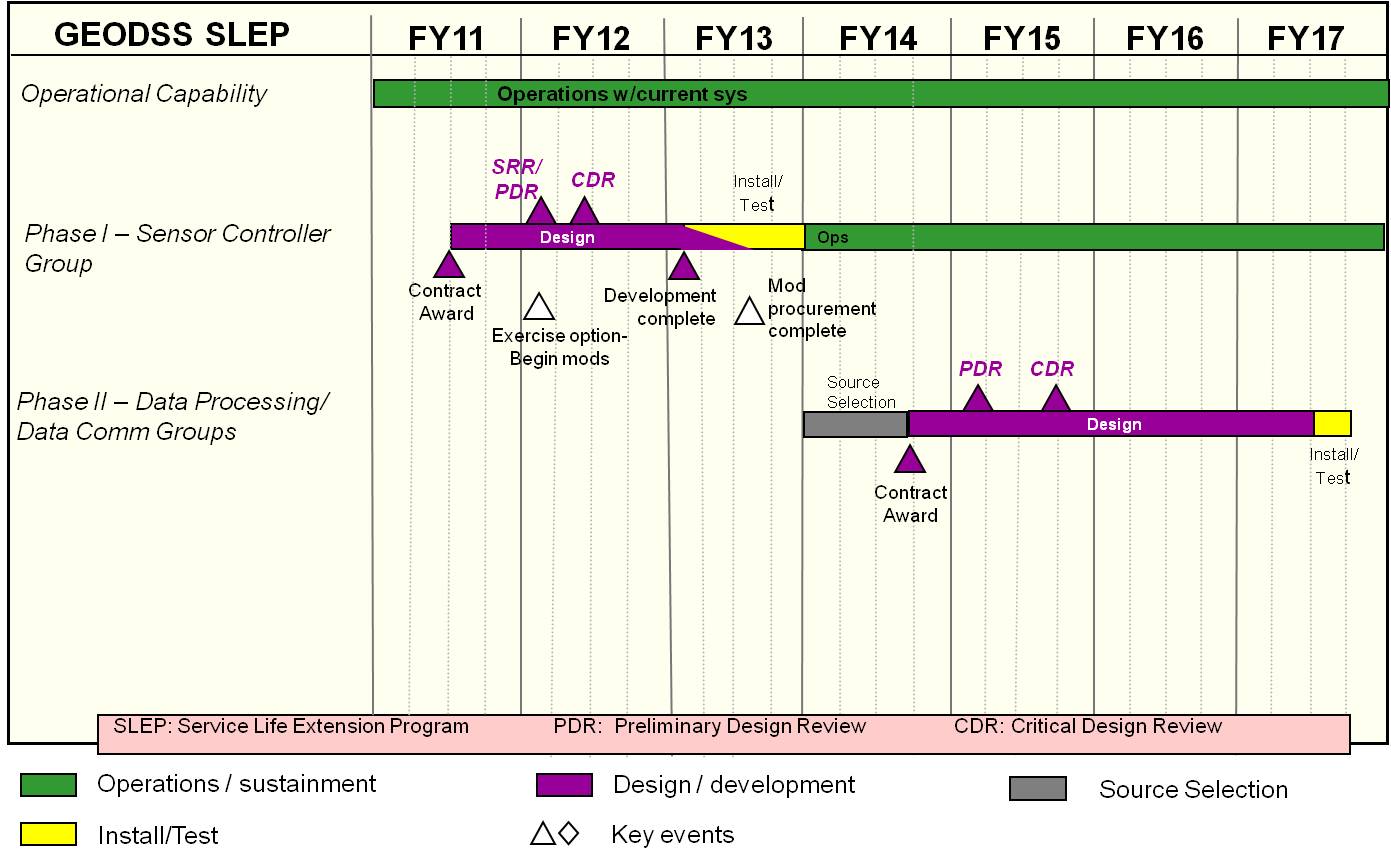 GEODSS SLEP
FY11 FY12 FY13 FY14 FY15 FY16 FY17
Operational Capability
Operations w/current sys
SRR/
PDR
CDR
Install/
Test
Phase I – Sensor Controller
Group
Design
Ops
Contract
Award
Exercise option-
Begin mods
Development
complete
Mod
procurement
complete
Phase II – Data Processing/
Data Comm Groups
Source
Selection
PDR
CDR
Design
Install/
Test
Contract
Award
SLEP: Service Life Extension Program PDR: Preliminary Design Review CDR: Critical Design Review
Operations / sustainment
Design / development
Source Selection
Install/Test
Key events